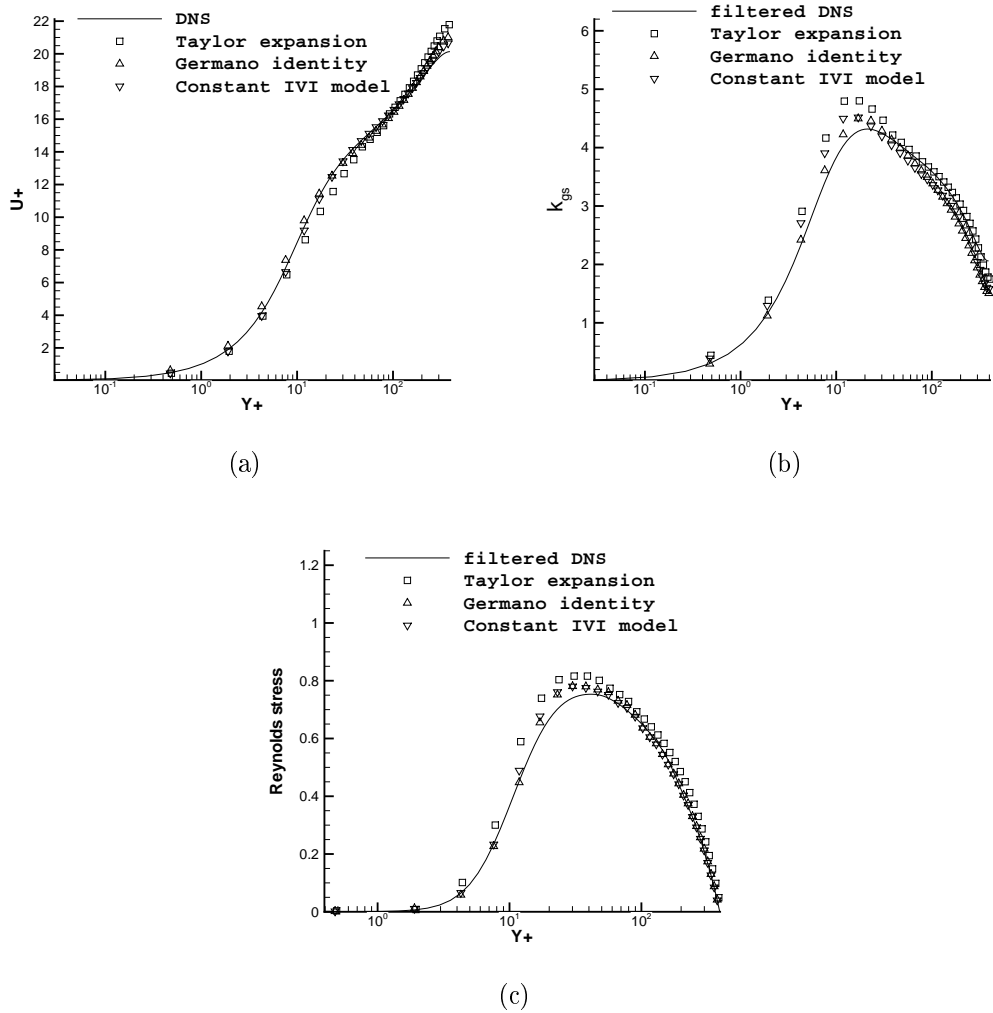 22
20
18
16
14
12
10
8
6
4
2
U+
DNS
Taylor expansion
Germano identity
Constant IVI model
10-1
100
101
102
Y+
(a)
6
5
4
3
2
1
kgs
filtered DNS
Taylor expansion
Germano identity
Constant IVI model
10-1
100
101
102
Y+
(b)
1.2
1
0.8
0.6
0.4
0.2
0
Reynolds stress
filtered DNS
Taylor expansion
Germano identity
Constant IVI model
100
101
102
Y+
(c)